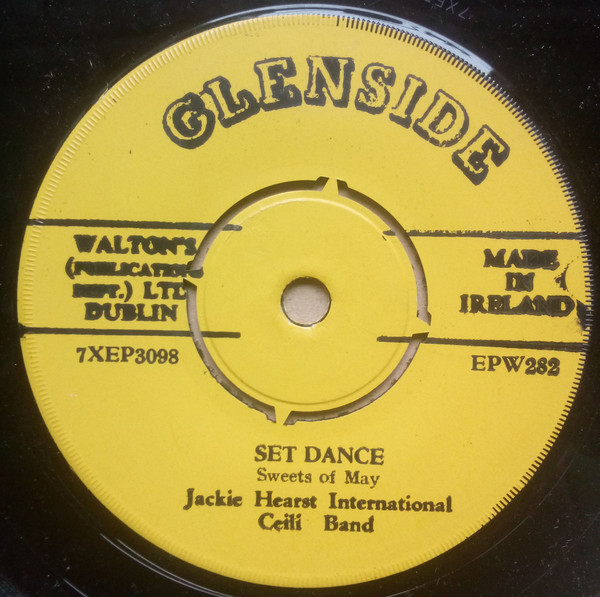 GLENSIDE
WALTON'S
(PUBLICATIONS
DEPT.) LTD
DUBLIN
MADE
IN
IRELAND
7XEP3098
EPW282
SET DANCE
Sweets of May
Jackie Hearst International
Ceili Band